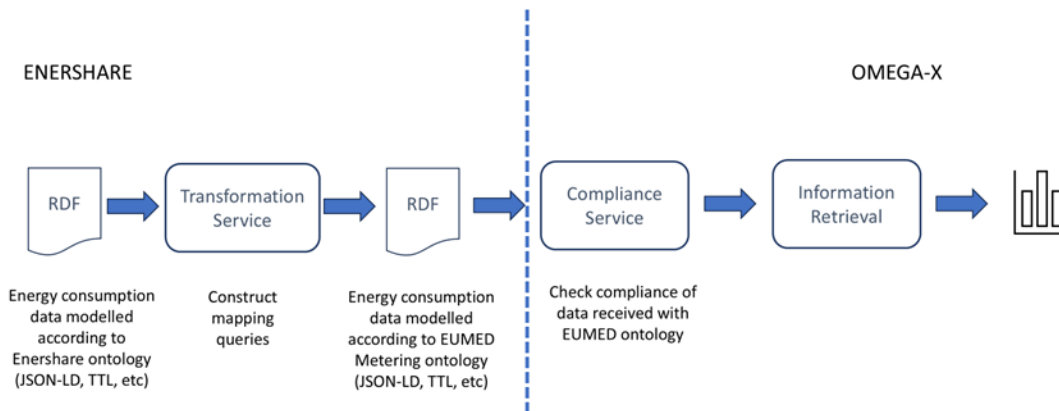 ENERSHARE
OMEGA-X
RDF
Transformation
Service
RDF
Compliance
Service
Information
Retrieval
Energy consumption
data modelled
according to
Enershare ontology
(JSON-LD, TTL, etc)
Construct
mapping
queries
Energy consumption
data modelled
according to EUMED
Metering ontology
(JSON-LD, TTL, etc)
Check compliance of
data received with
EUMED ontology